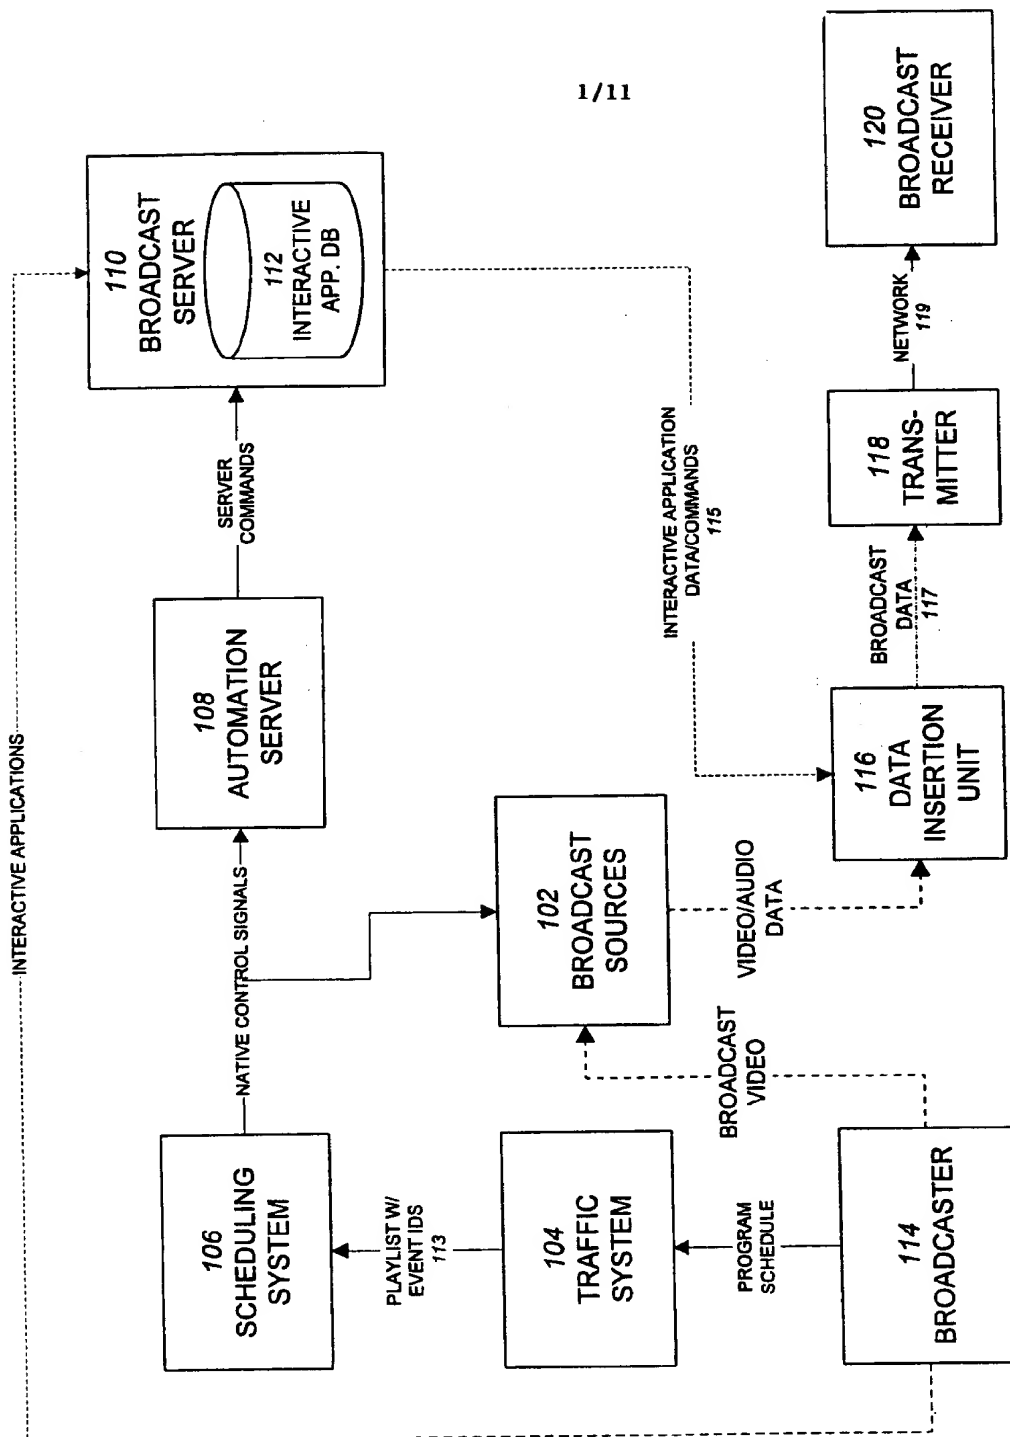 1/11
INTERACTIVE APPLICATIONS
106
SCHEDULING
SYSTEM
NATIVE CONTROL SIGNALS
108
AUTOMATION
SERVER
SERVER
COMMANDS
110
BROADCAST
SERVER
112
INTERACTIVE
APP. DB
PLAYLIST W/
EVENT IDS
113
104
TRAFFIC
SYSTEM
PROGRAM
SCHEDULE
114
BROADCASTER
BROADCAST
VIDEO
102
BROADCAST
SOURCES
VIDEO/AUDIO
DATA
INTERACTIVE APPLICATION
DATA/COMMANDS
115
116
DATA
INSERTION
UNIT
BROADCAST
DATA
117
118
TRANS-
MITTER
NETWORK
119
120
BROADCAST
RECEIVER